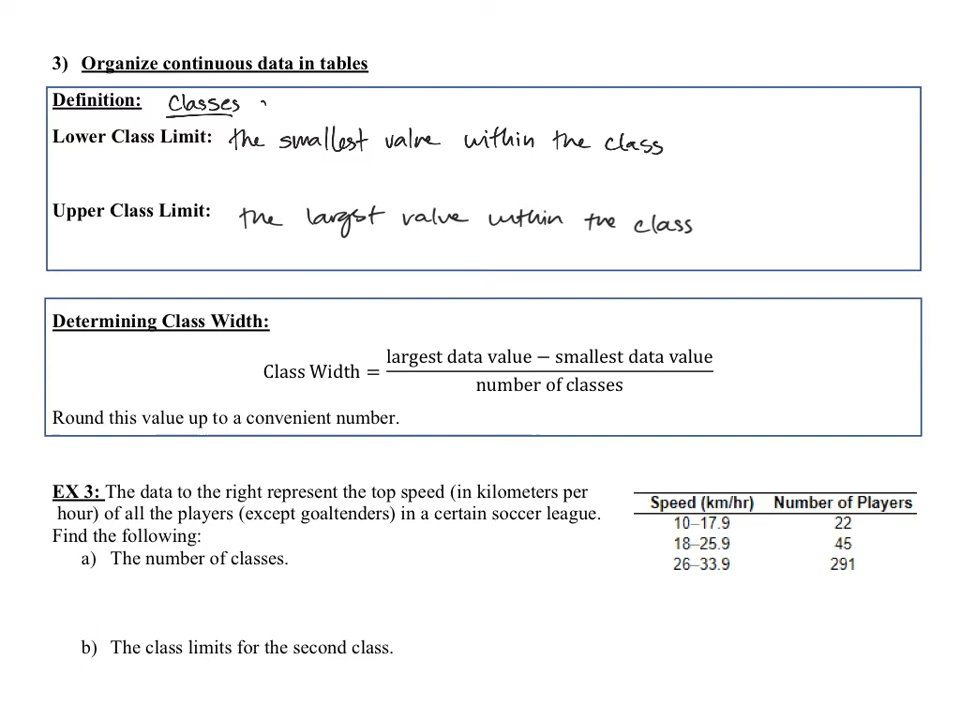 3) Organize continuous data in tables
Definition: Classes
Lower Class Limit: the smallest value within the class
Upper Class Limit: the largst value within the class
Determining Class Width:
Class Width = largest data value − smallest data value / number of classes
Round this value up to a convenient number.
EX 3: The data to the right represent the top speed (in kilometers per
hour) of all the players (except goaltenders) in a certain soccer league.
Find the following:
a) The number of classes.
Speed (km/hr) Number of Players
10–17.9 22
18–25.9 45
26–33.9 291
b) The class limits for the second class.